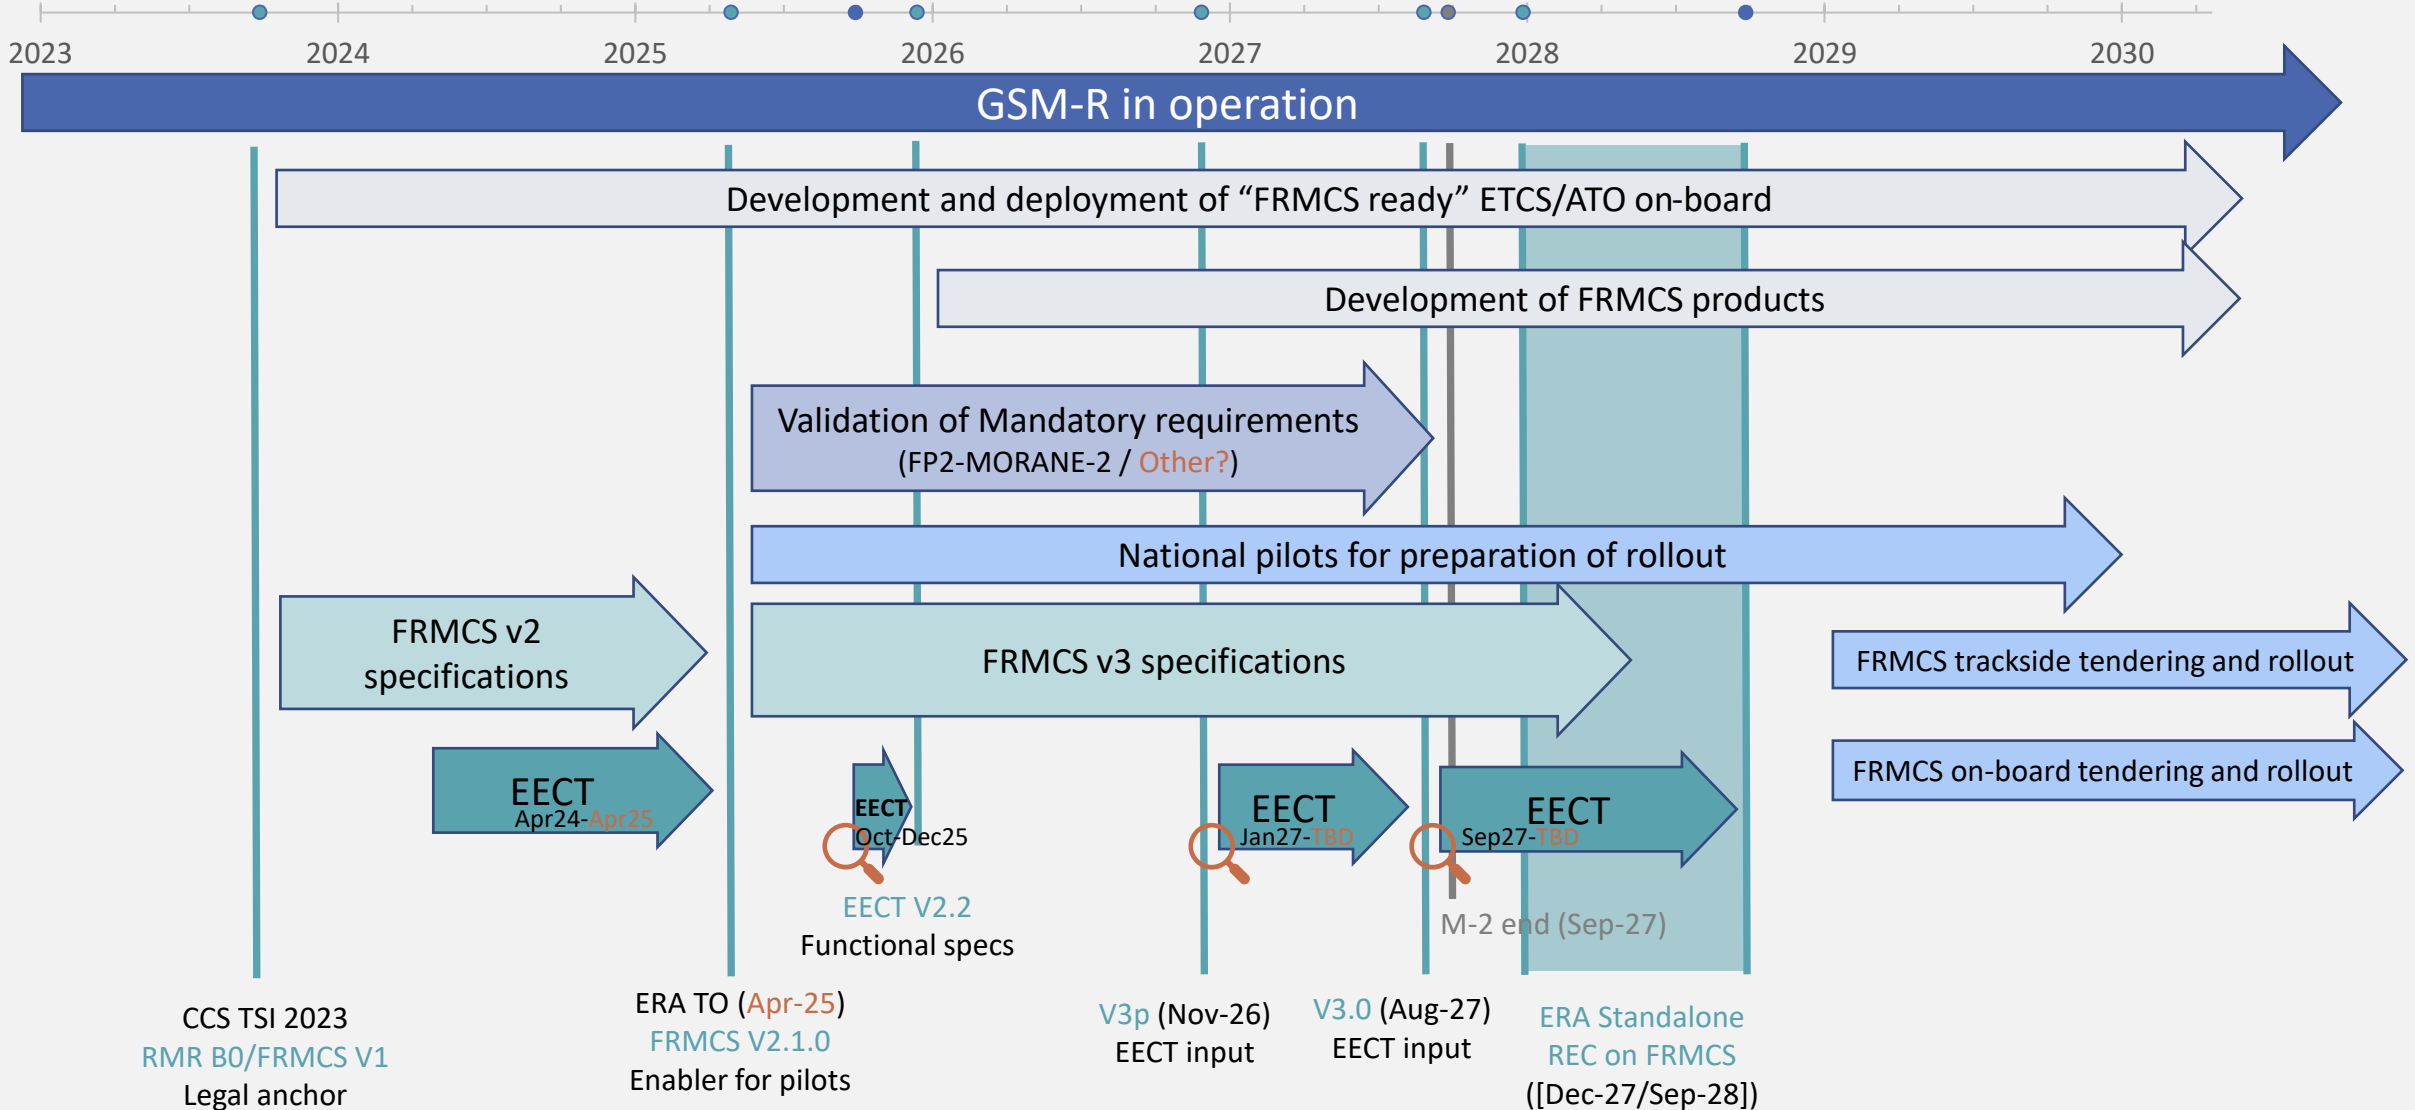 2023 2024 2025 2026 2027 2028 2029 2030
GSM-R in operation
Development and deployment of “FRMCS ready” ETCS/ATO on-board
Development of FRMCS products
Validation of Mandatory requirements
(FP2-MORANE-2 / Other?)
National pilots for preparation of rollout
FRMCS v2
specifications
FRMCS v3 specifications
FRMCS trackside tendering and rollout
FRMCS on-board tendering and rollout
EECT
Apr24-Apr25
EECT
Oct-Dec25
EECT
Jan27-TBD
EECT
Sep27-TBD
EECT V2.2
Functional specs
M-2 end (Sep-27)
CCS TSI 2023
RMR B0/FRMCS V1
Legal anchor
ERA TO (Apr-25)
FRMCS V2.1.0
Enabler for pilots
V3p (Nov-26)
EECT input
V3.0 (Aug-27)
EECT input
ERA Standalone
REC on FRMCS
([Dec-27/Sep-28])